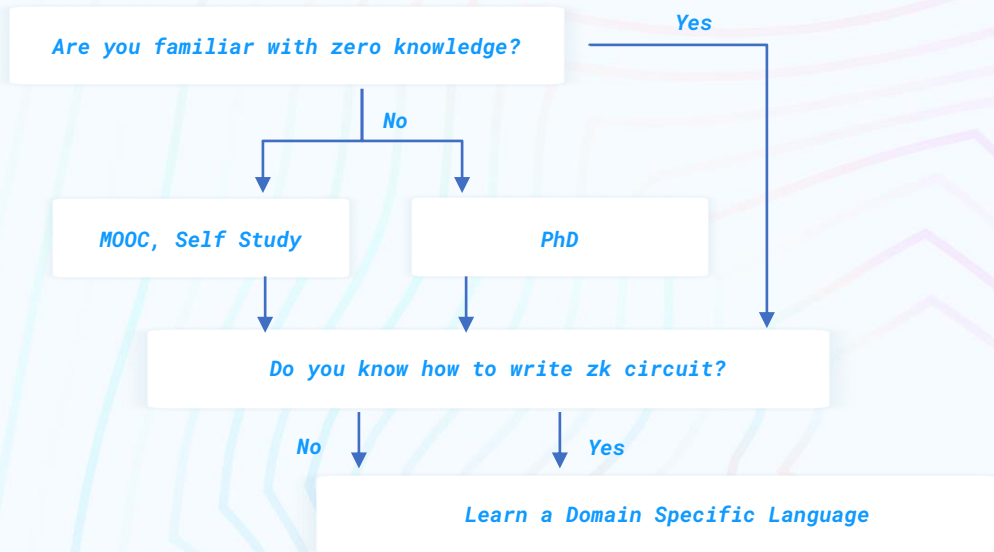 Yes
Are you familiar with zero knowledge?
No
MOOC, Self Study
PhD
Do you know how to write zk circuit?
No
Yes
Learn a Domain Specific Language